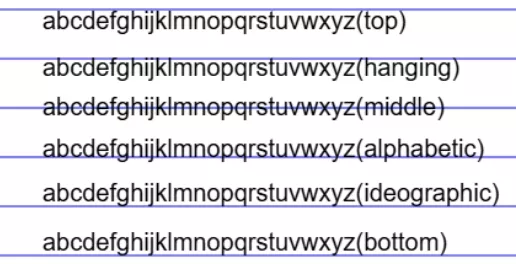 abcdefghijklmnopqrstuvwxyz(top)
abcdefghijklmnopqrstuvwxyz(hanging)
abcdefghijklmnopqrstuvwxyz(middle)
abcdefghijklmnopqrstuvwxyz(alphabetic)
abcdefghijklmnopqrstuvwxyz(ideographic)
abcdefghijklmnopqrstuvwxyz(bottom)